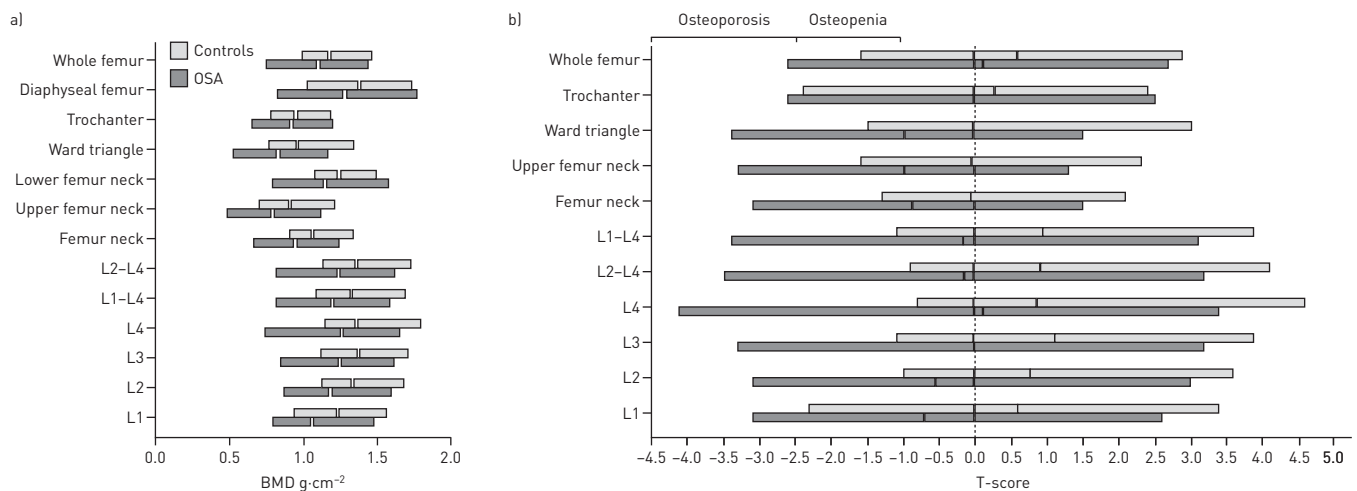 a)
Controls
OSA
Whole femur
Diaphyseal femur
Trochanter
Ward triangle
Lower femur neck
Upper femur neck
Femur neck
L2–L4
L1–L4
L4
L3
L2
L1
0.0 0.5 1.0 1.5 2.0
BMD g·cm⁻²
b)
Osteoporosis Osteopenia
Whole femur
Trochanter
Ward triangle
Upper femur neck
Femur neck
L1–L4
L2–L4
L4
L3
L2
L1
−4.5 −4.0 −3.5 −3.0 −2.5 −2.0 −1.5 −1.0 −0.5 0.0 0.5 1.0 1.5 2.0 2.5 3.0 3.5 4.0 4.5 5.0
T-score